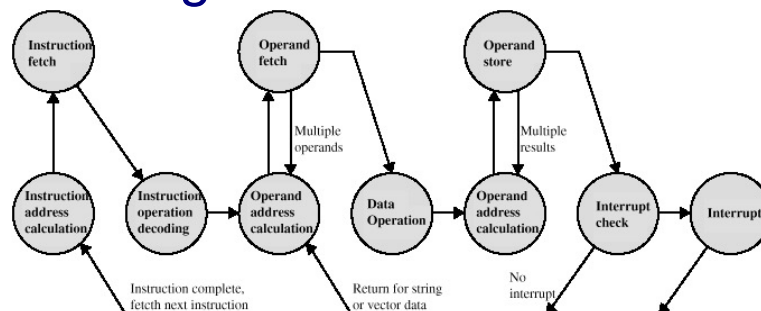 Instruction
fetch
Operand
fetch
Operand
store
Multiple
operands
Multiple
results
Instruction
address
calculation
Instruction
operation
decoding
Operand
address
calculation
Data
Operation
Operand
address
calculation
Interrupt
check
Interrupt
Instruction complete,
fetcth next instruction
Return for string
or vector data
No
interrupt